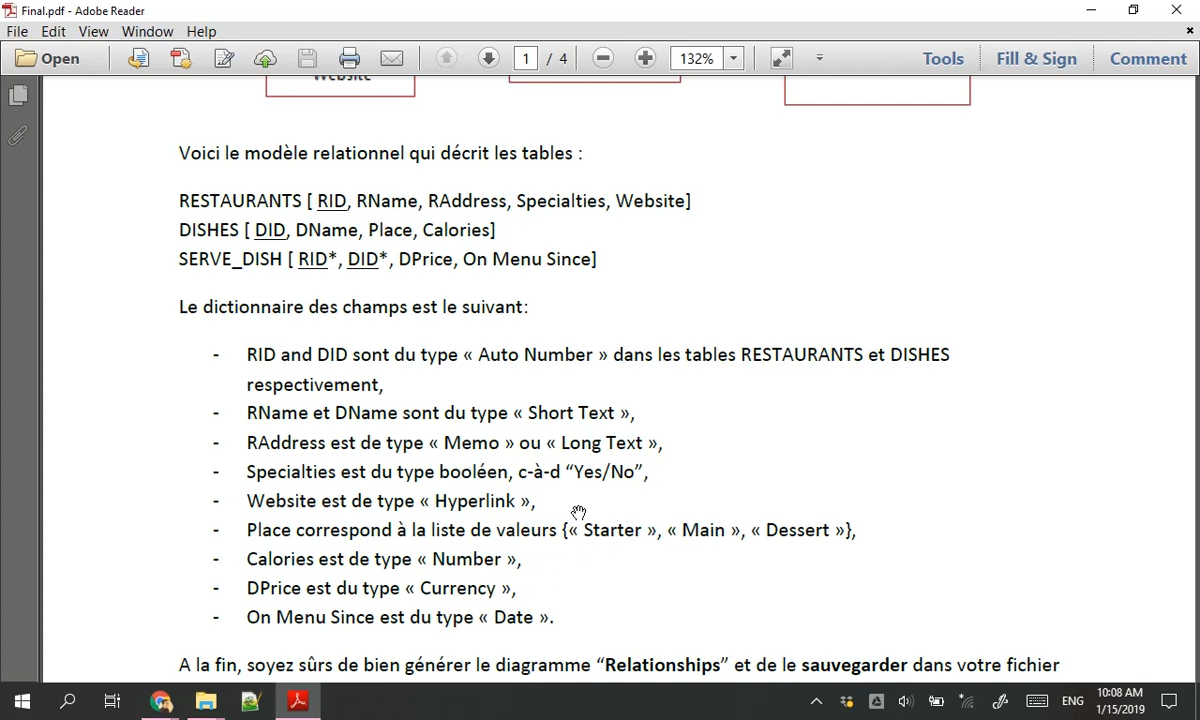 Final.pdf - Adobe Reader
File Edit View Window Help
Open 1 / 4 132% Tools Fill & Sign Comment
Website
Voici le modèle relationnel qui décrit les tables :
RESTAURANTS [ RID, RName, RAddress, Specialties, Website]
DISHES [ DID, DName, Place, Calories]
SERVE_DISH [ RID*, DID*, DPrice, On Menu Since]
Le dictionnaire des champs est le suivant:
- RID and DID sont du type « Auto Number » dans les tables RESTAURANTS et DISHES
respectivement,
- RName et DName sont du type « Short Text »,
- RAddress est de type « Memo » ou « Long Text »,
- Specialties est du type booléen, c-à-d “Yes/No”,
- Website est de type « Hyperlink »,
- Place correspond à la liste de valeurs {« Starter », « Main », « Dessert »},
- Calories est de type « Number »,
- DPrice est du type « Currency »,
- On Menu Since est du type « Date ».
A la fin, soyez sûrs de bien générer le diagramme “Relationships” et de le sauvegarder dans votre fichier
ENG
10:08 AM
1/15/2019